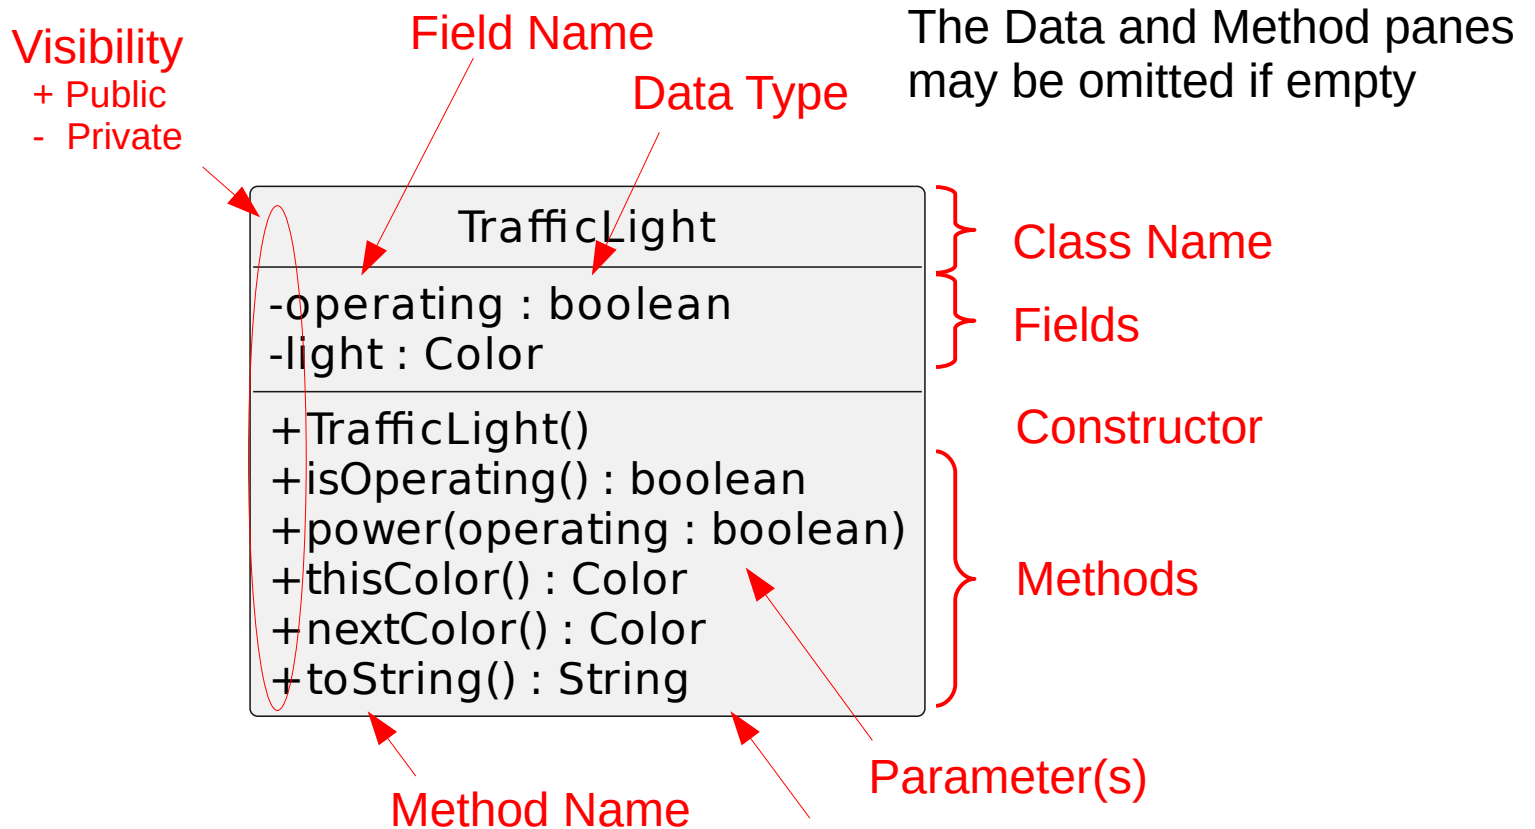 Visibility
+ Public
- Private
Field Name
Data Type
The Data and Method panes
may be omitted if empty
TrafficLight
Class Name
-operating : boolean
-light : Color
Fields
+TrafficLight()
Constructor
+isOperating() : boolean
+power(operating : boolean)
+thisColor() : Color
+nextColor() : Color
+toString() : String
Methods
Method Name
Parameter(s)